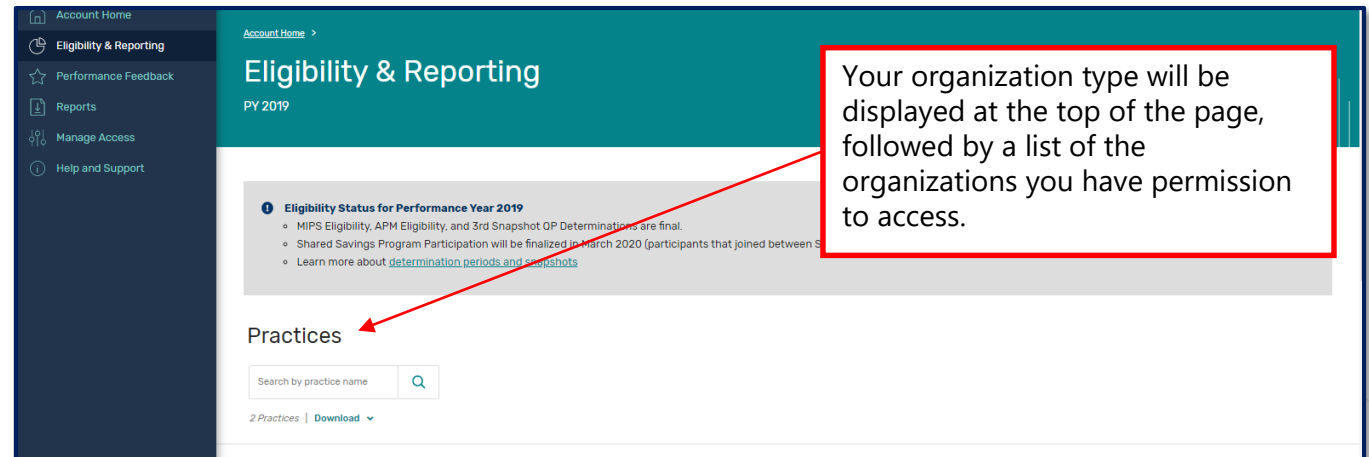 Account Home
Eligibility & Reporting
Performance Feedback
Reports
Manage Access
Help and Support
Account Home >
Eligibility & Reporting
PY 2019
Your organization type will be
displayed at the top of the page,
followed by a list of the
organizations you have permission
to access.
Eligibility Status for Performance Year 2019
MIPS Eligibility, APM Eligibility, and 3rd Snapshot QP Determinations are final.
Shared Savings Program Participation will be finalized in March 2020 (participants that joined between S
Learn more about determination periods and snapshots
Practices
Search by practice name
2 Practices | Download